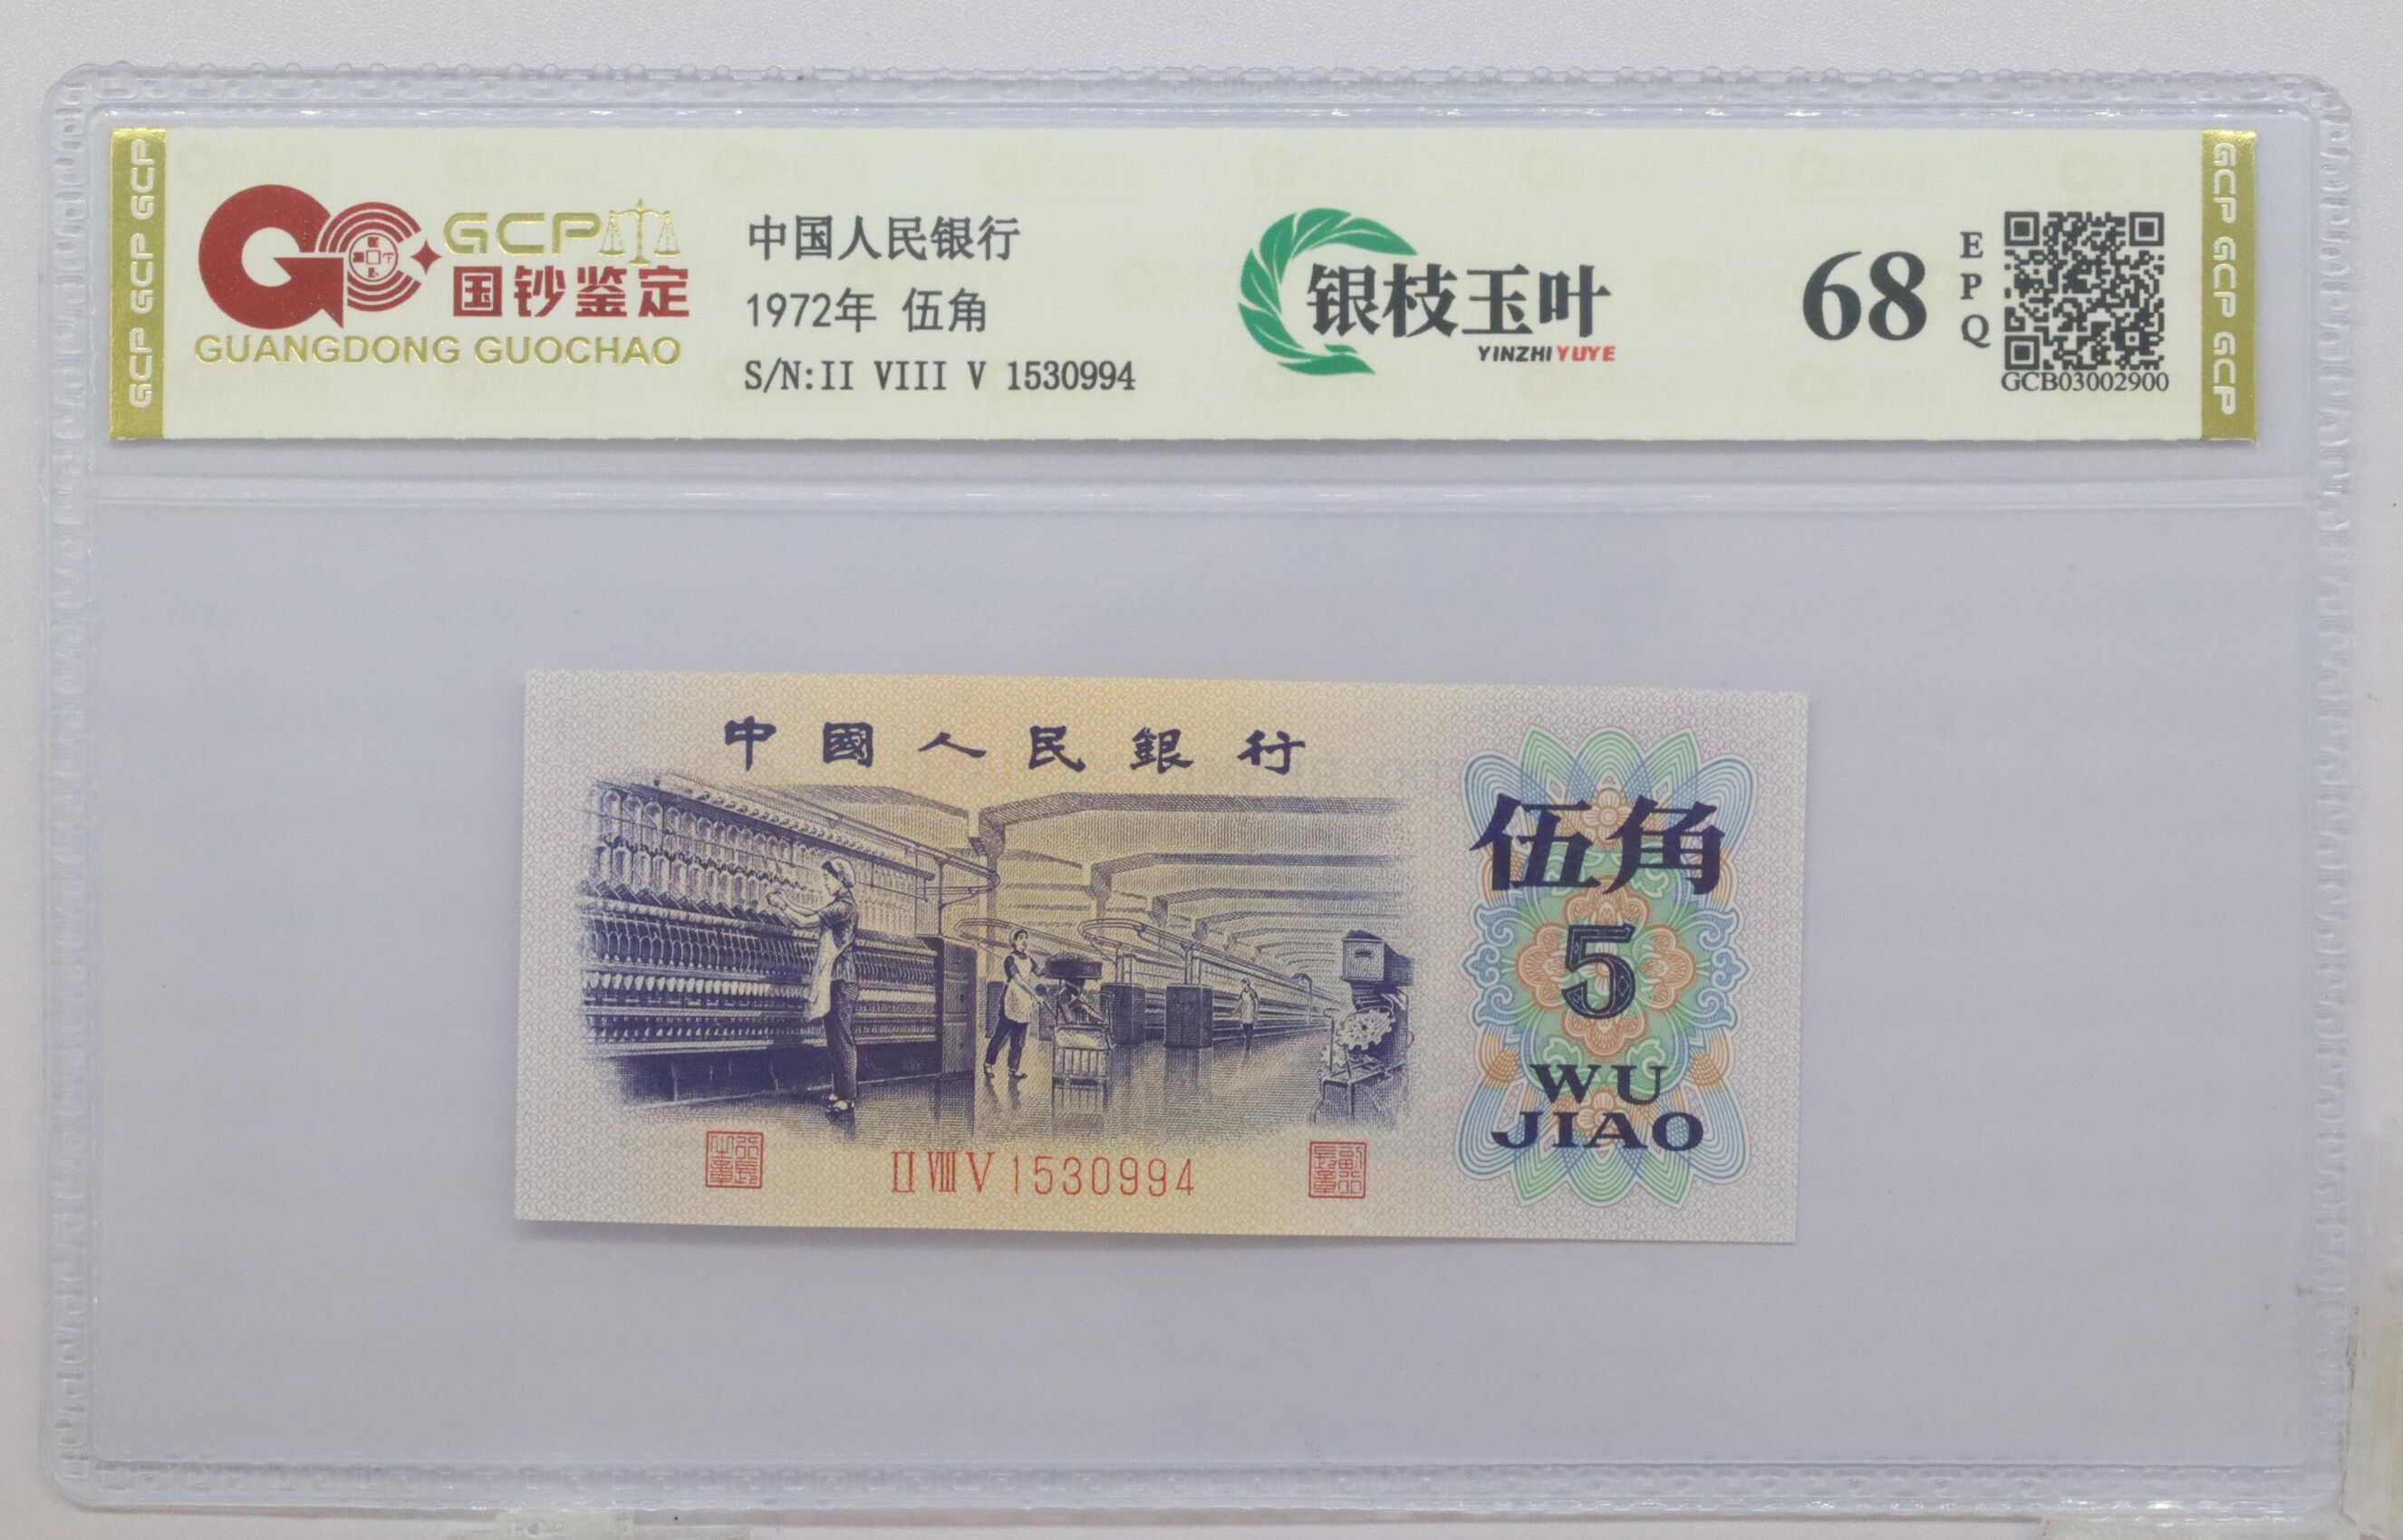 GCP GCP GCP
GCP
国钞鉴定
GUANGDONG GUOCHAO
中国人民银行
1972年 伍角
S/N:II VIII V 1530994
银枝玉叶
YINZHI YUYE
68
EPQ
GCB03002900
GCP GCP GCP
中國人民銀行
伍角
5
WU
JIAO
II VIII V 1530994